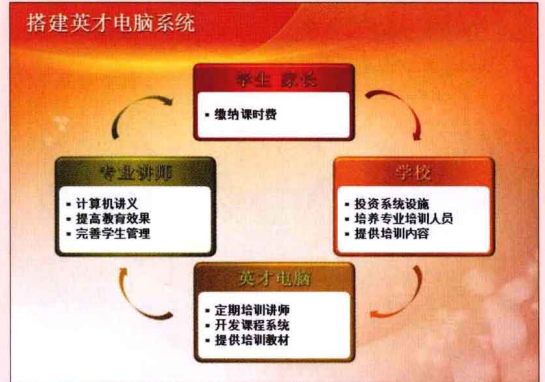 搭建英才电脑系统
学生 家长
▪ 缴纳课时费
专业讲师
▪ 计算机讲义
▪ 提高教育效果
▪ 完善学生管理
学校
▪ 投资系统设施
▪ 培养专业培训人员
▪ 提供培训内容
英才电脑
▪ 定期培训讲师
▪ 开发课程系统
▪ 提供培训教材